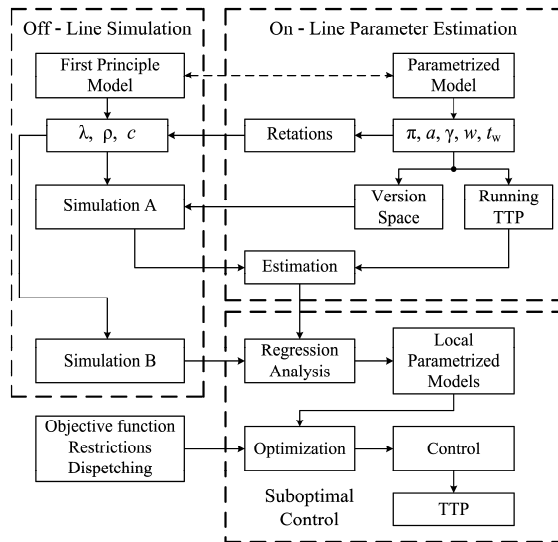 Off - Line Simulation
On - Line Parameter Estimation
First Principle
Model
Parametrized
Model
λ, ρ, c
Retations
π, a, γ, w, tw
Simulation A
Version
Space
Running
TTP
Estimation
Simulation B
Regression
Analysis
Local
Parametrized
Models
Objective function
Restrictions
Dispetching
Optimization
Control
Suboptimal
Control
TTP